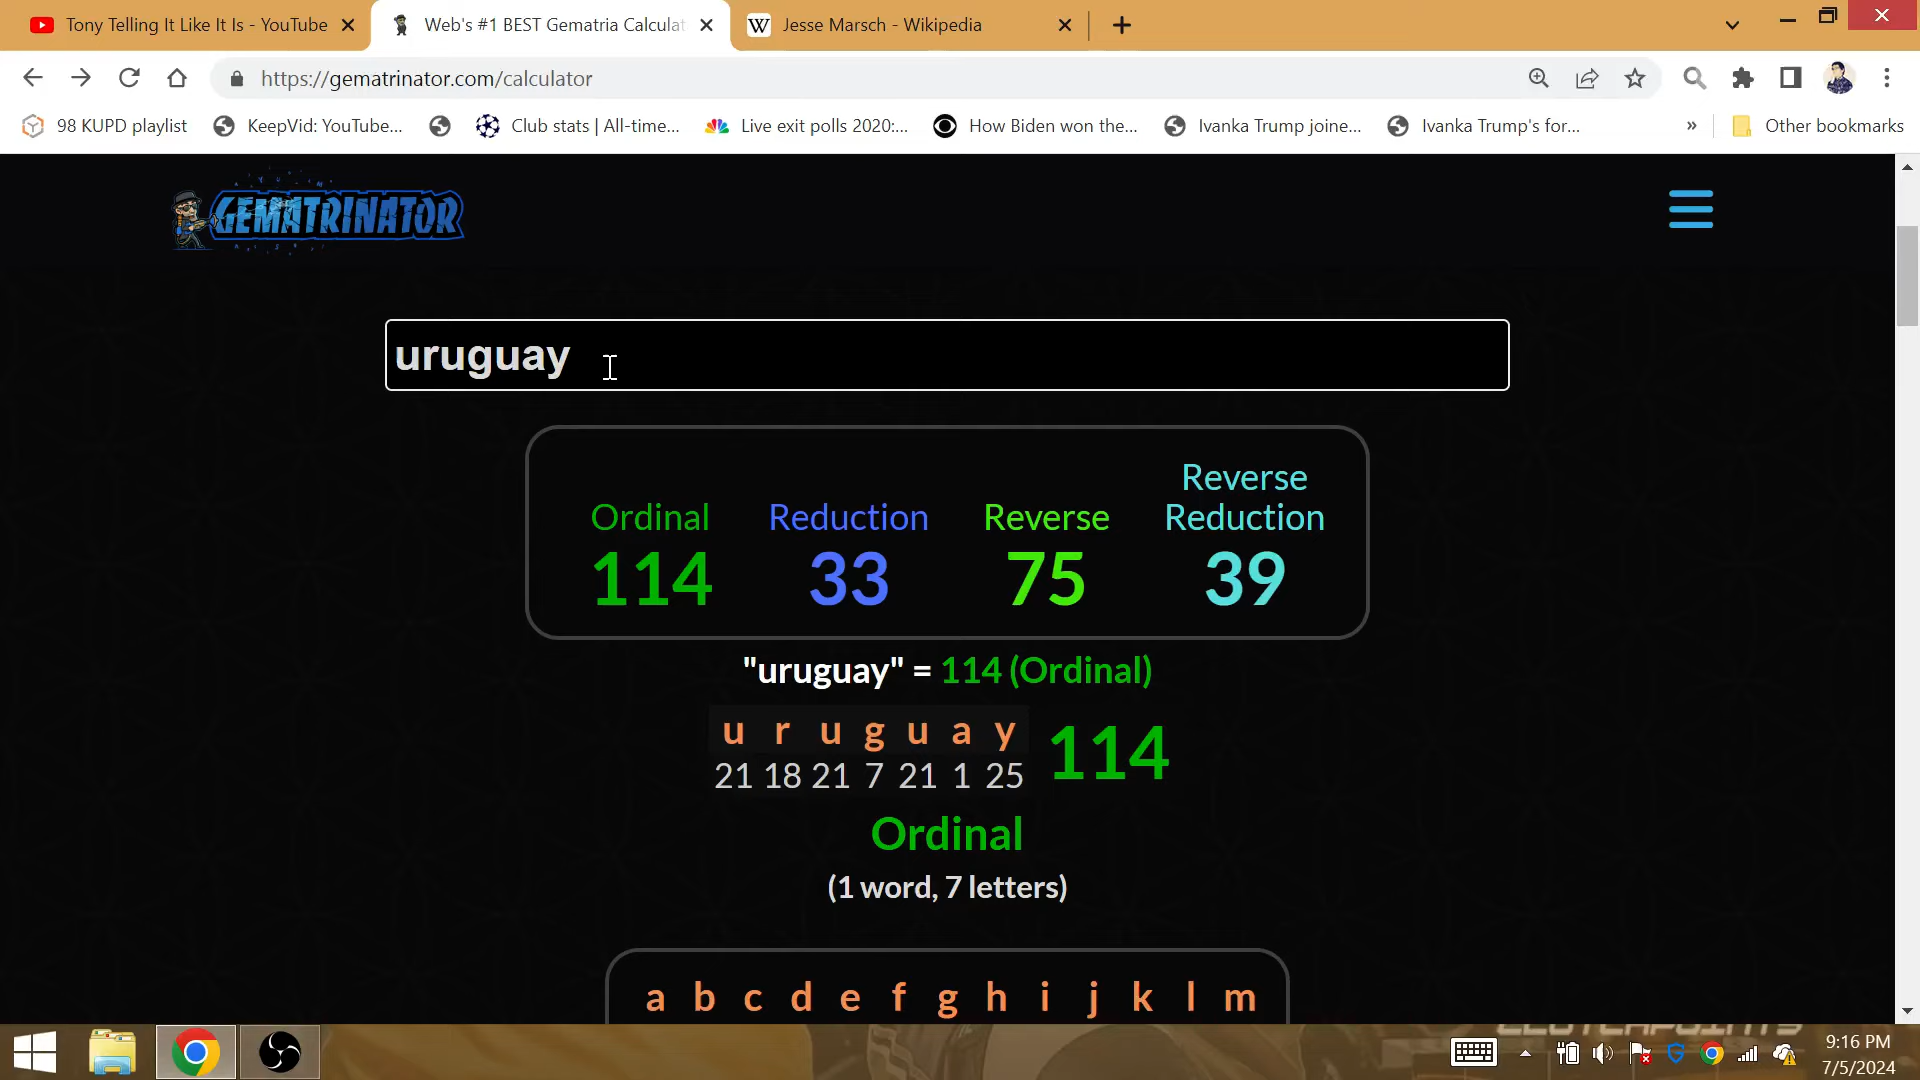 Tony Telling It Like It Is - YouTube
Web's #1 BEST Gematria Calculat
Jesse Marsch - Wikipedia
https://gematrinator.com/calculator
98 KUPD playlist
KeepVid: YouTube...
Club stats | All-time...
Live exit polls 2020:...
How Biden won the...
Ivanka Trump joine...
Ivanka Trump's for...
»
Other bookmarks
GEMATRINATOR
uruguay
Ordinal Reduction Reverse Reverse Reduction
114 33 75 39
"uruguay" = 114 (Ordinal)
u r u g u a y
21 18 21 7 21 1 25 114
Ordinal
(1 word, 7 letters)
a b c d e f g h i j k l m
CLUTCHPOINTS
9:16 PM
7/5/2024